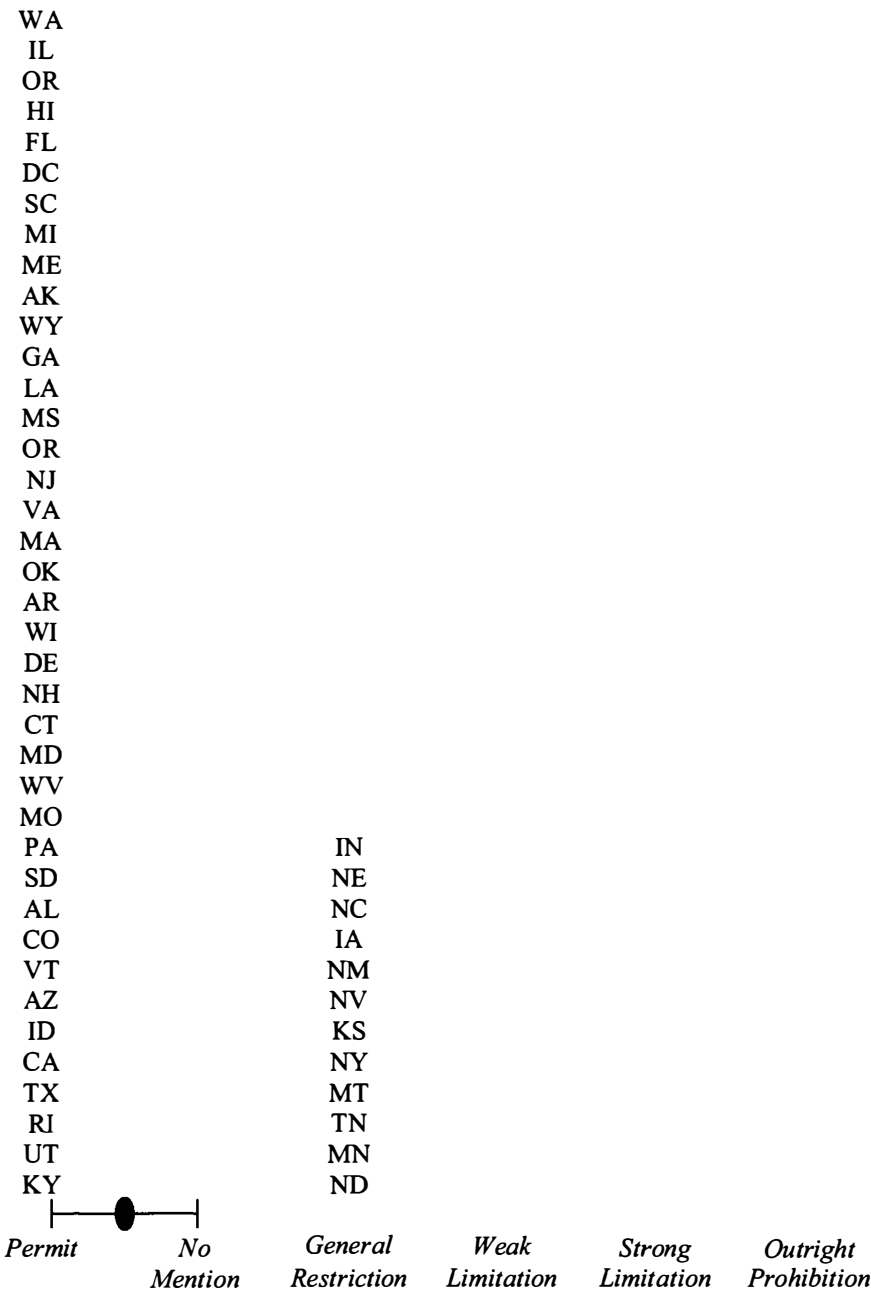 WA
IL
OR
HI
FL
DC
SC
MI
ME
AK
WY
GA
LA
MS
OR
NJ
VA
MA
OK
AR
WI
DE
NH
CT
MD
WV
MO
PA IN
SD NE
AL NC
CO IA
VT NM
AZ NV
ID KS
CA NY
TX MT
RI TN
UT MN
KY ND
Permit No General Weak Strong Outright
Mention Restriction Limitation Limitation Prohibition